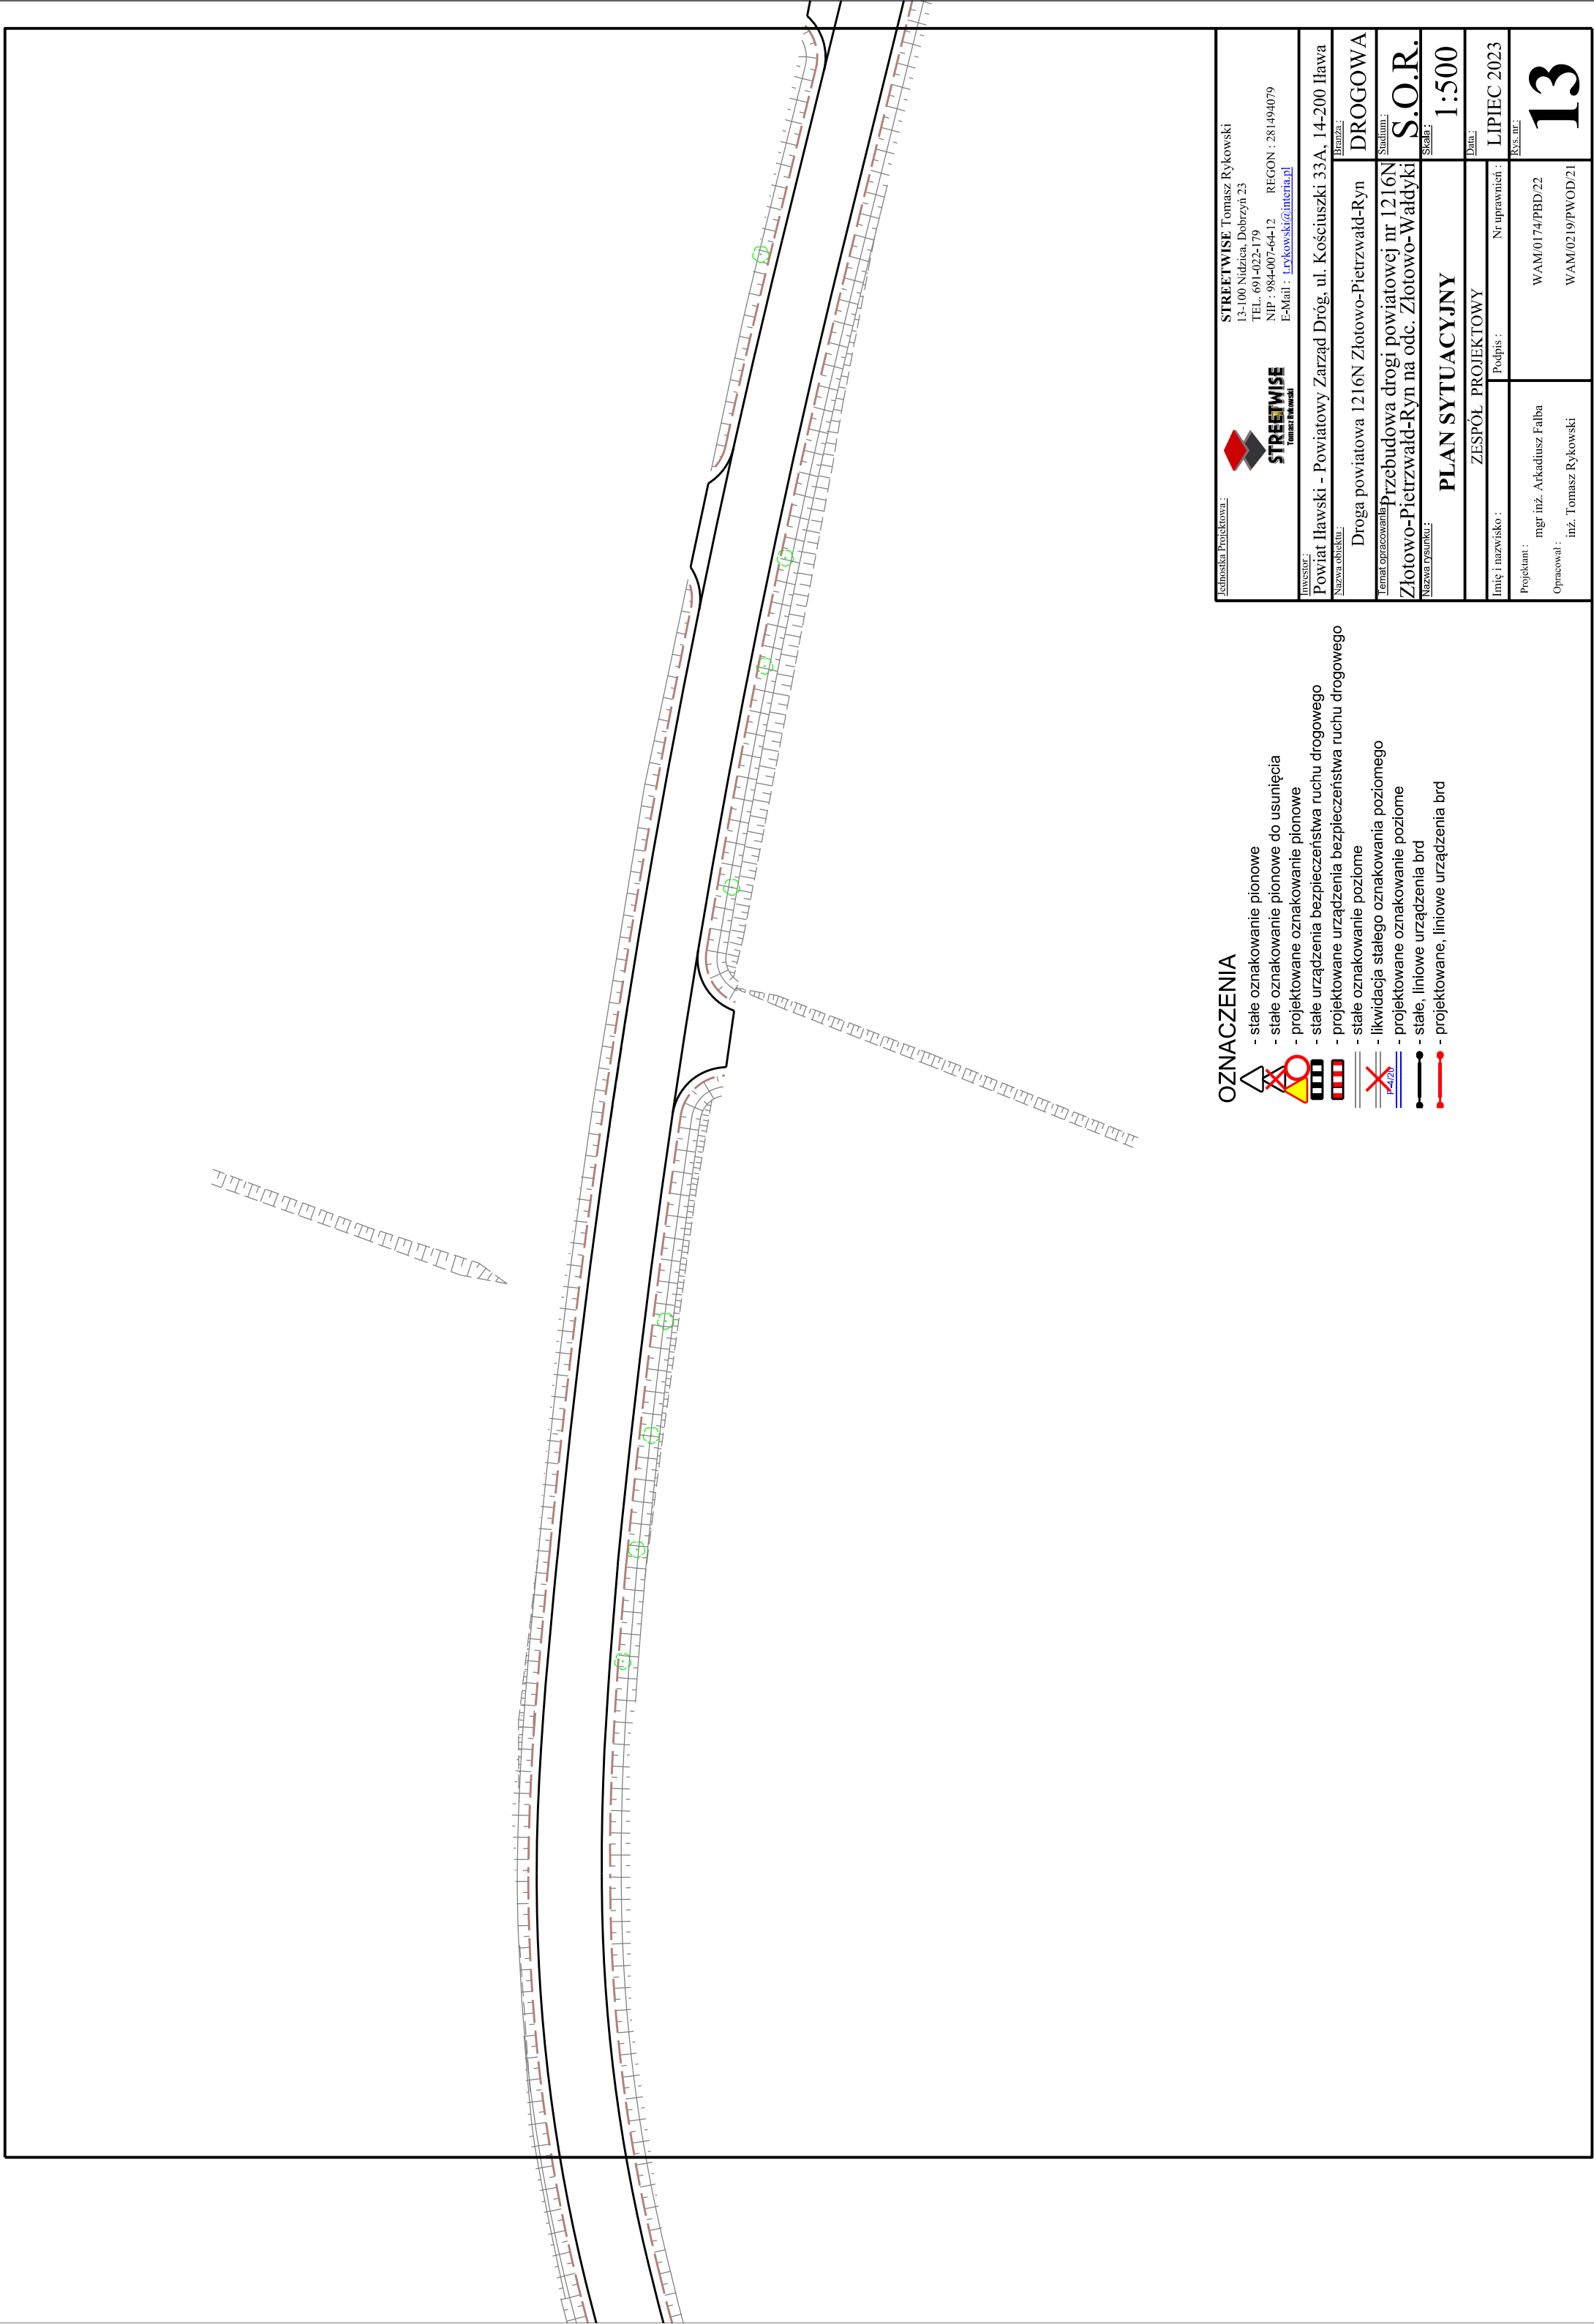 OZNACZENIA
- stałe oznakowanie pionowe
- stałe oznakowanie pionowe do usunięcia
- projektowane oznakowanie pionowe
- stałe urządzenia bezpieczeństwa ruchu drogowego
- projektowane urządzenia bezpieczeństwa ruchu drogowego
- stałe oznakowanie poziome
- likwidacja stałego oznakowania poziomego
P-4/20
- projektowane oznakowanie poziome
- stałe, liniowe urządzenia brd
- projektowane, liniowe urządzenia brd
Jednostka Projektowa :
STREETWISE
Tomasz Rykowski
STREETWISE Tomasz Rykowski
13-100 Nidzica, Dobrzyń 23
TEL. 691-022-179
NIP : 984-007-64-12 REGON : 281494079
E-Mail : t.rykowski@interia.pl
Inwestor :
Powiat Iławski - Powiatowy Zarząd Dróg, ul. Kościuszki 33A, 14-200 Iława
Nazwa obiektu :
Droga powiatowa 1216N Złotowo-Pietrzwałd-Ryn
Branża :
DROGOWA
Temat opracowania :
Przebudowa drogi powiatowej nr 1216N
Złotowo-Pietrzwałd-Ryn na odc. Złotowo-Wałdyki
Stadium :
S.O.R.
Nazwa rysunku :
PLAN SYTUACYJNY
Skala :
1:500
ZESPÓŁ PROJEKTOWY
Data :
LIPIEC 2023
Imię i nazwisko : Podpis : Nr uprawnień :
Projektant :
mgr inż. Arkadiusz Falba WAM/0174/PBD/22
Opracował :
inż. Tomasz Rykowski WAM/0219/PWOD/21
Rys. nr :
13